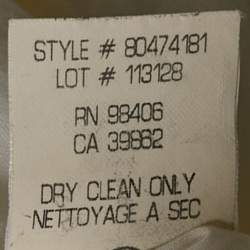 STYLE # 80474181
LOT # 113128
RN 98406
CA 39862
DRY CLEAN ONLY
NETTOYAGE A SEC